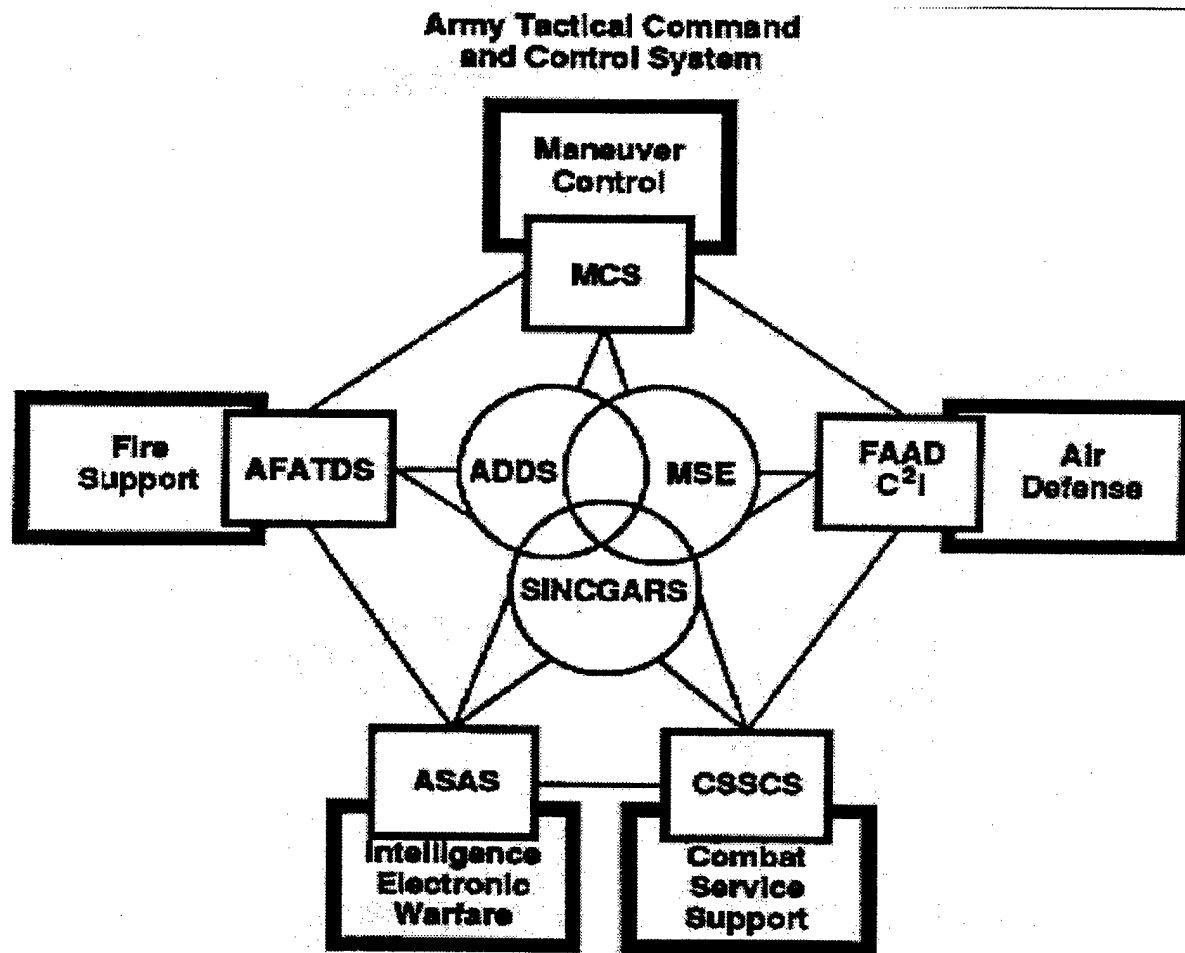 Army Tactical Command
and Control System
Maneuver
Control
MCS
Fire
Support
AFATDS
ADDS
MSE
FAAD
C²I
Air
Defense
SINCGARS
ASAS
CSSCS
Intelligence
Electronic
Warfare
Combat
Service
Support